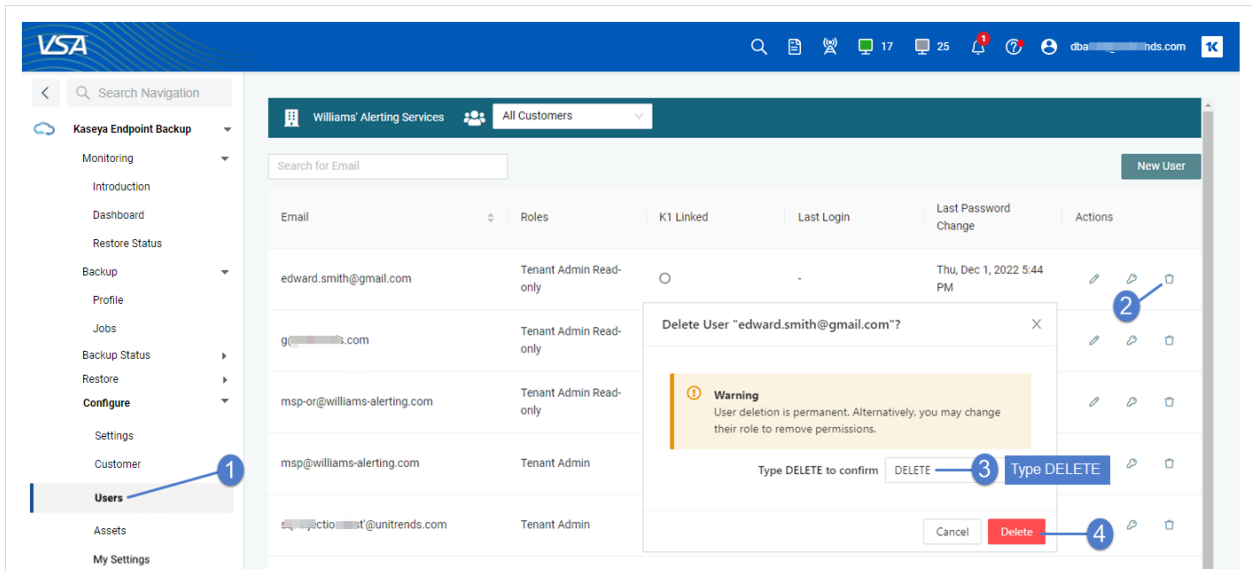 VSA
17
25
1
Search Navigation
Kaseya Endpoint Backup
Monitoring
Introduction
Dashboard
Restore Status
Backup
Profile
Jobs
Backup Status
Restore
Configure
Settings
Customer
Users
Assets
My Settings
1
Williams' Alerting Services
All Customers
Search for Email
New User
Email Roles K1 Linked Last Login Last Password Change Actions
edward.smith@gmail.com Tenant Admin Read-only - Thu, Dec 1, 2022 5:44 PM
2
Tenant Admin Read-only
msp-or@williams-alerting.com Tenant Admin Read-only
msp@williams-alerting.com Tenant Admin
Tenant Admin
Delete User "edward.smith@gmail.com"?
Warning
User deletion is permanent. Alternatively, you may change
their role to remove permissions.
Type DELETE to confirm DELETE
3 Type DELETE
Cancel Delete
4